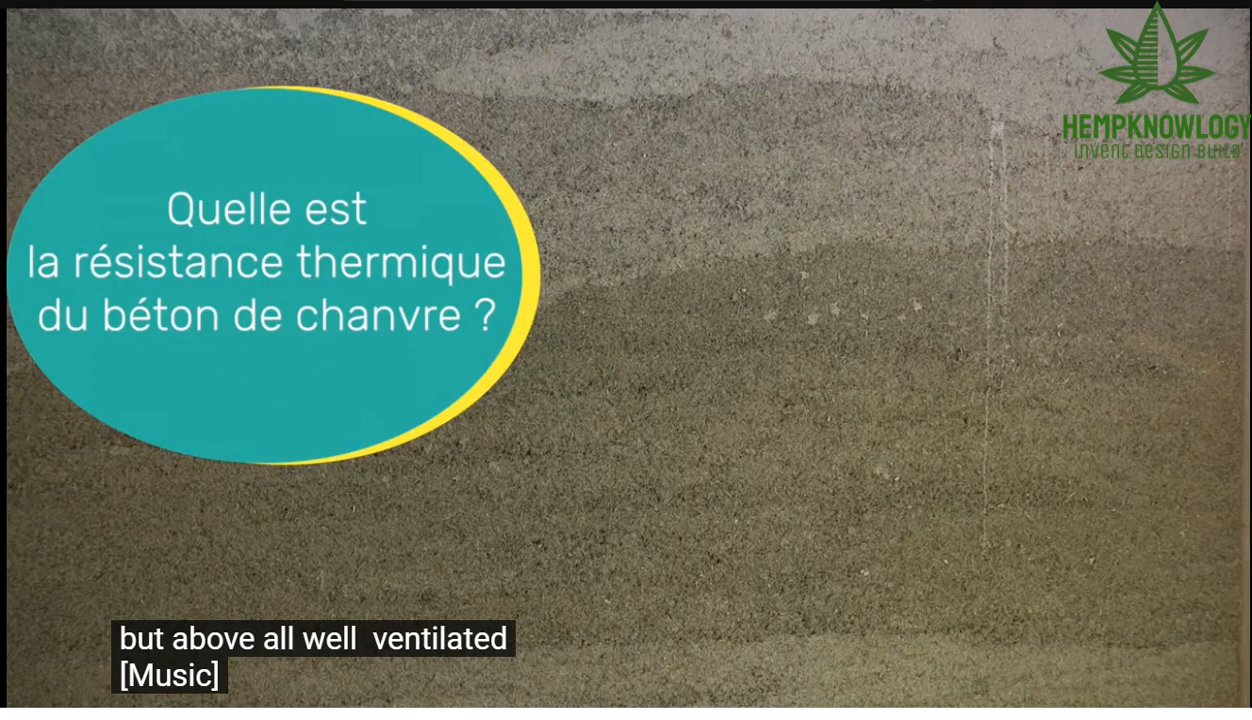 HEMPKNOWLOGY
INVENT DESIGN BUILD
Quelle est
la résistance thermique
du béton de chanvre ?
but above all well ventilated
[Music]